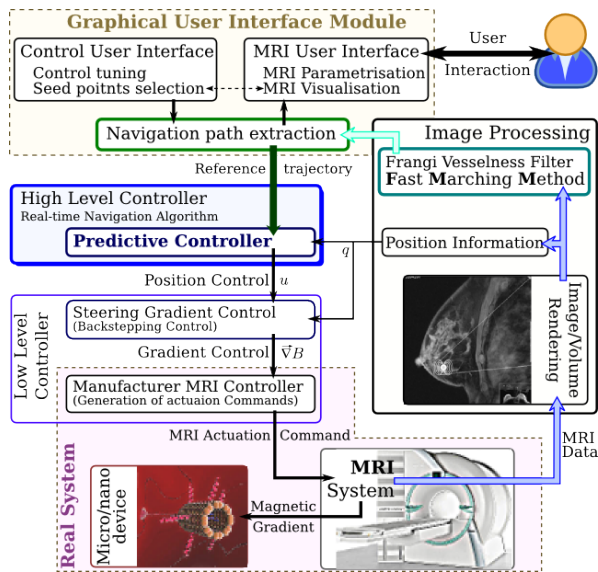 Graphical User Interface Module
Control User Interface
Control tuning
Seed poitnts selection
MRI User Interface
MRI Parametrisation
MRI Visualisation
User
Interaction
Navigation path extraction
Reference trajectory
Image Processing
Frangi Vesselness Filter
Fast Marching Method
High Level Controller
Real-time Navigation Algorithm
Predictive Controller
q
Position Information
Position Control u
Image/Volume
Rendering
Low Level
Controller
Steering Gradient Control
(Backstepping Control)
Gradient Control ∇⃗B
Manufacturer MRI Controller
(Generation of actuaion Commands)
MRI Actuation Command
MRI
Data
Real System
Micro/nano
device
Magnetic
Gradient
MRI
System